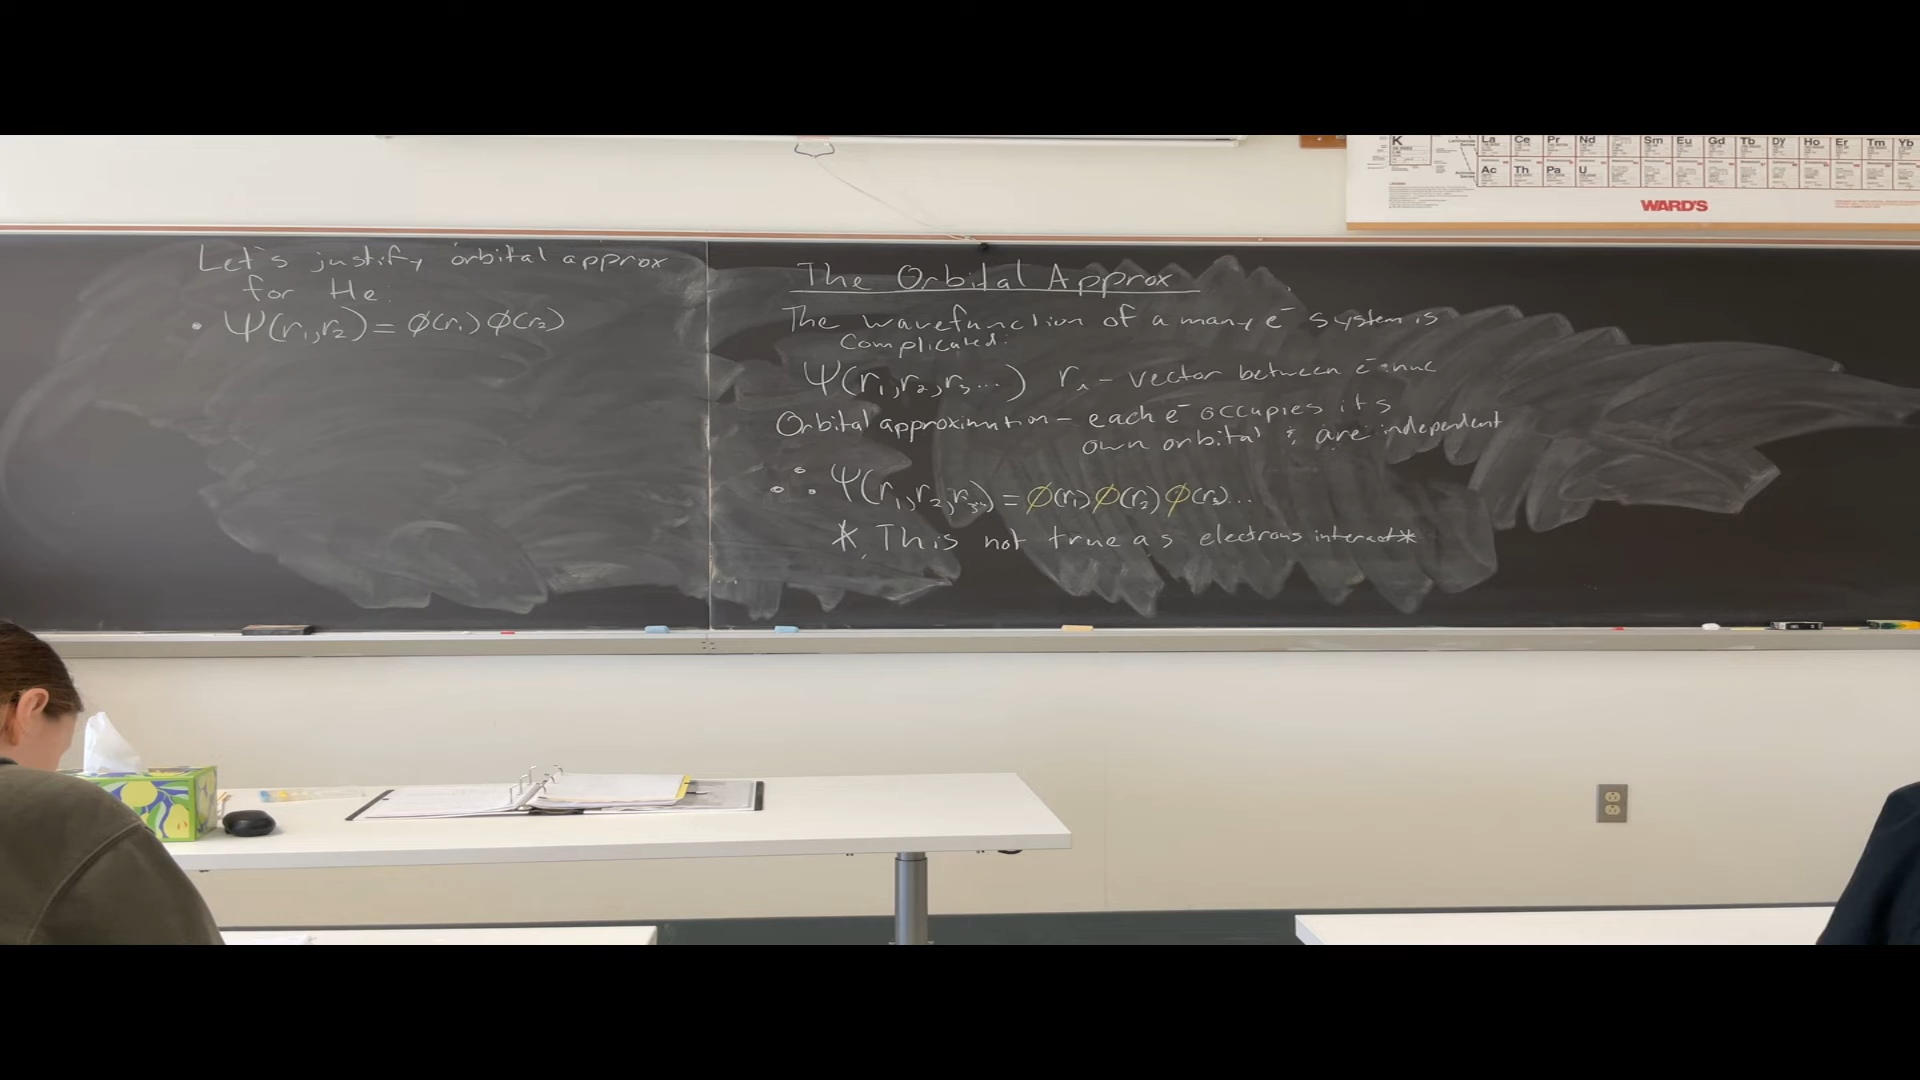 Let's justify orbital approx
for He:
• Ψ(r₁,r₂) = ϕ(r₁) ϕ(r₂)
The Orbital Approx
The wavefunction of a many e⁻ system is
complicated:
Ψ(r₁,r₂,r₃...) rₙ - vector between e⁻ nuc
Orbital approximation - each e⁻ occupies its
own orbital & are independent
• ∴ Ψ(r₁,r₂,r₃..) = ϕ(r₁) ϕ(r₂) ϕ(r₃)...
* This not true as electrons interact *
K
La Ce Pr Nd Sm Eu Gd Tb Dy Ho Er Tm Yb
Ac Th Pa U
WARD'S